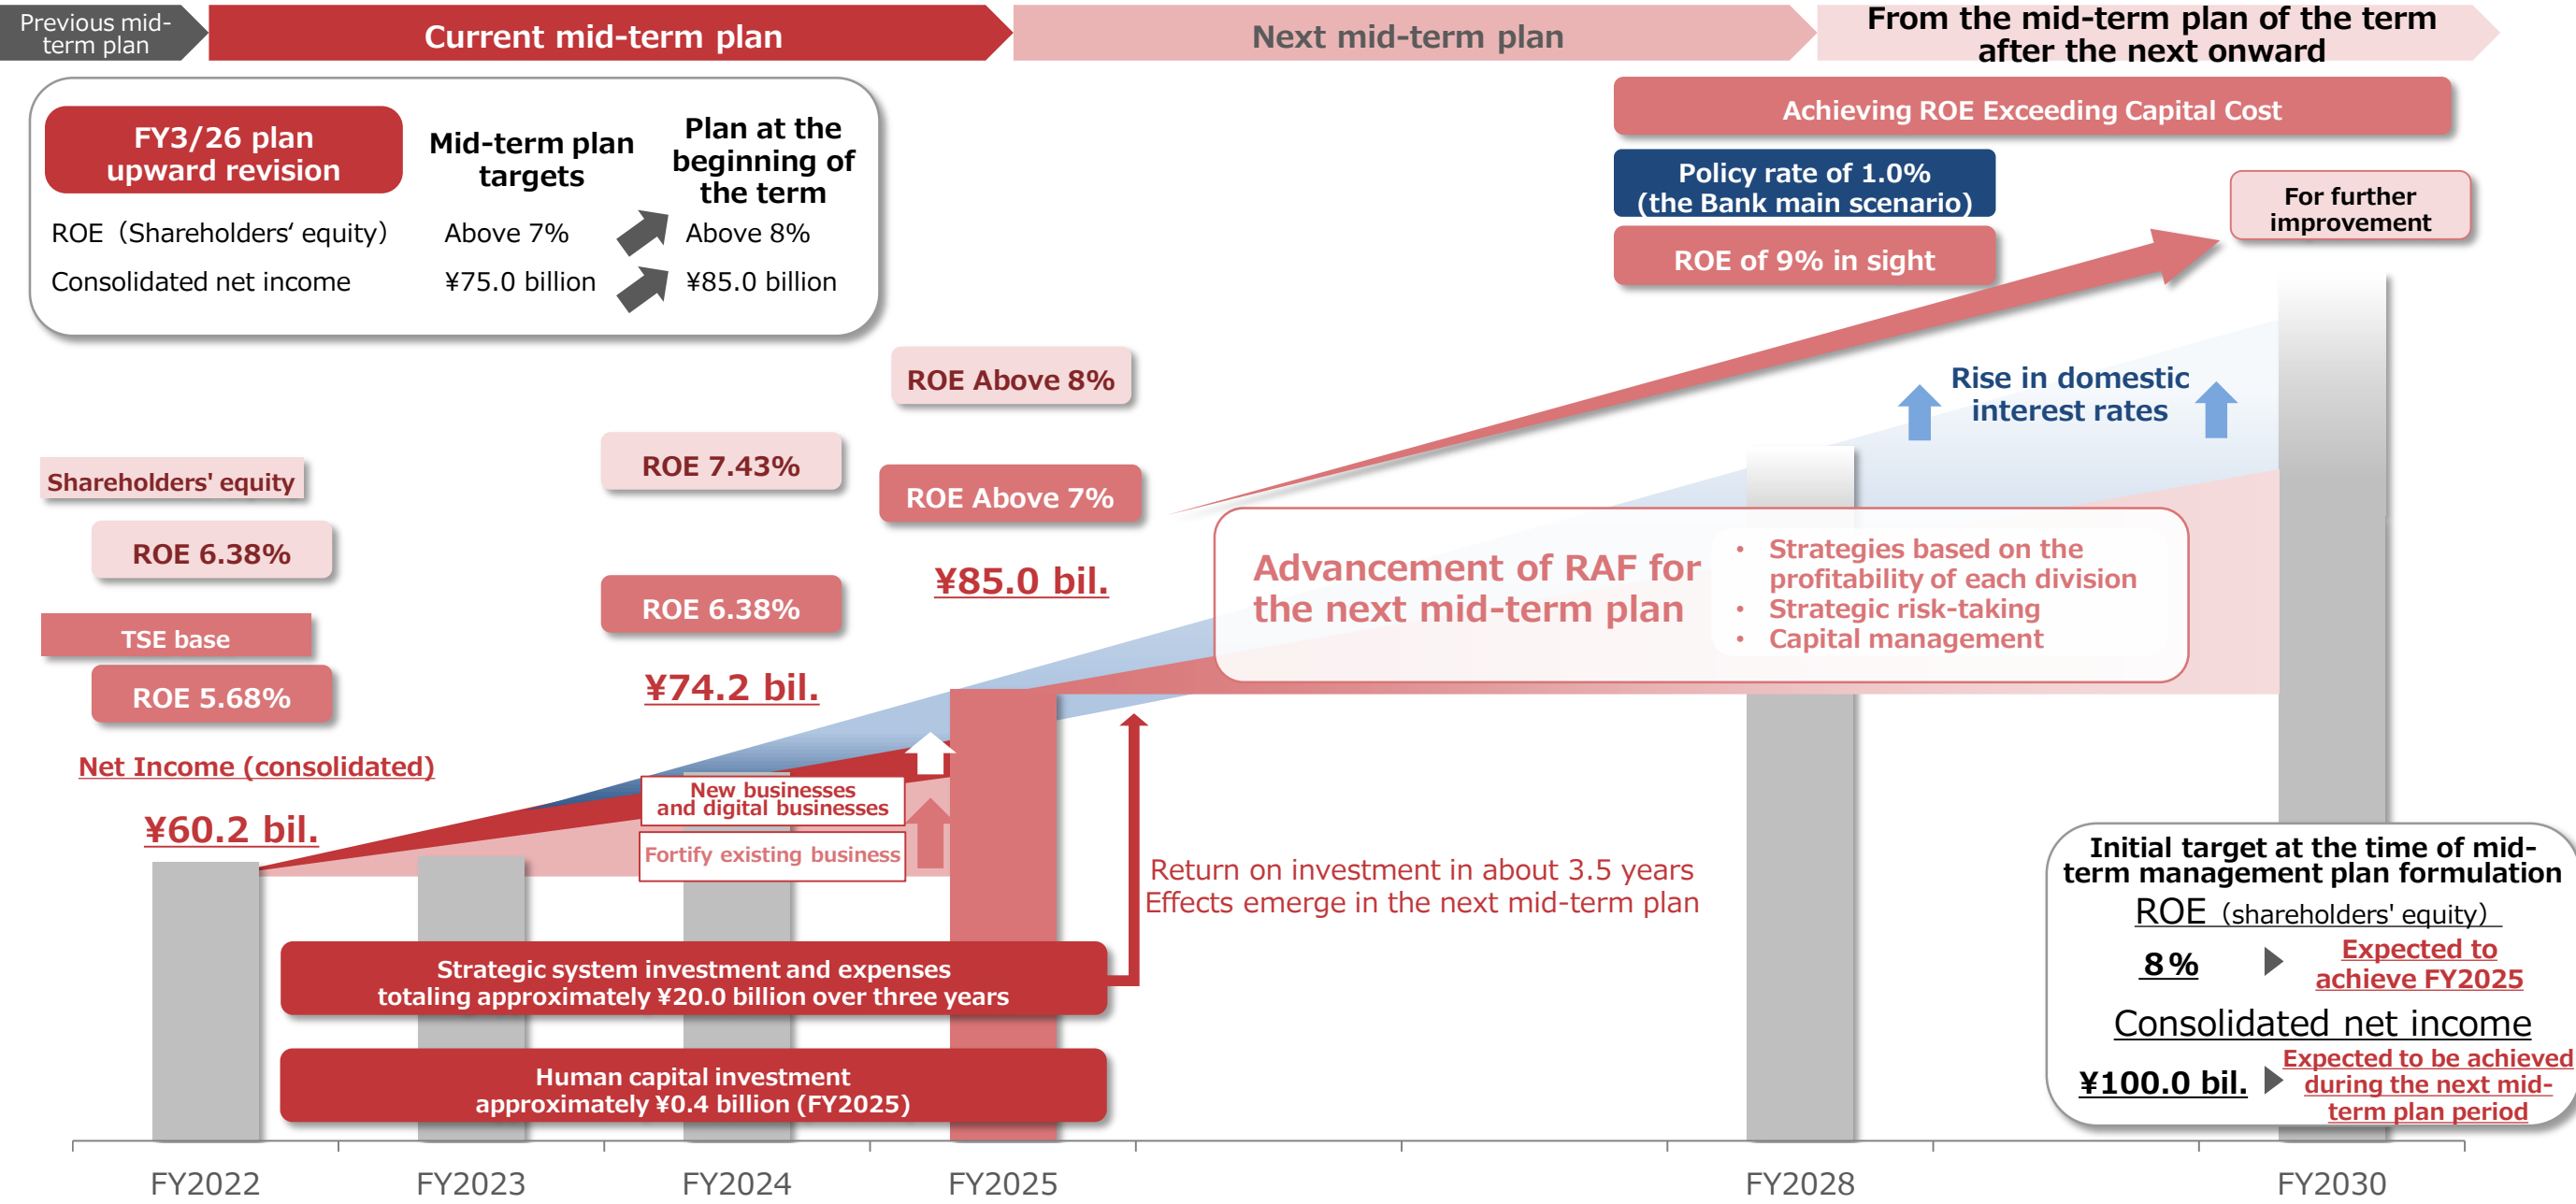 Previous mid-
term plan
Current mid-term plan
Next mid-term plan
From the mid-term plan of the term
after the next onward
FY3/26 plan
upward revision
Mid-term plan
targets
Plan at the
beginning of
the term
ROE（Shareholders‘ equity）
Above 7%
Above 8%
Consolidated net income
¥75.0 billion
¥85.0 billion
Achieving ROE Exceeding Capital Cost
Policy rate of 1.0%
(the Bank main scenario)
ROE of 9% in sight
For further
improvement
Rise in domestic
interest rates
Shareholders' equity
ROE 6.38%
TSE base
ROE 5.68%
Net Income (consolidated)
¥60.2 bil.
ROE 7.43%
ROE 6.38%
¥74.2 bil.
ROE Above 8%
ROE Above 7%
¥85.0 bil.
Advancement of RAF for
the next mid-term plan
• Strategies based on the
profitability of each division
• Strategic risk-taking
• Capital management
New businesses
and digital businesses
Fortify existing business
Return on investment in about 3.5 years
Effects emerge in the next mid-term plan
Strategic system investment and expenses
totaling approximately ¥20.0 billion over three years
Human capital investment
approximately ¥0.4 billion (FY2025)
Initial target at the time of mid-
term management plan formulation
ROE（shareholders' equity）
8%
Expected to
achieve FY2025
Consolidated net income
¥100.0 bil.
Expected to be achieved
during the next mid-
term plan period
FY2022
FY2023
FY2024
FY2025
FY2028
FY2030